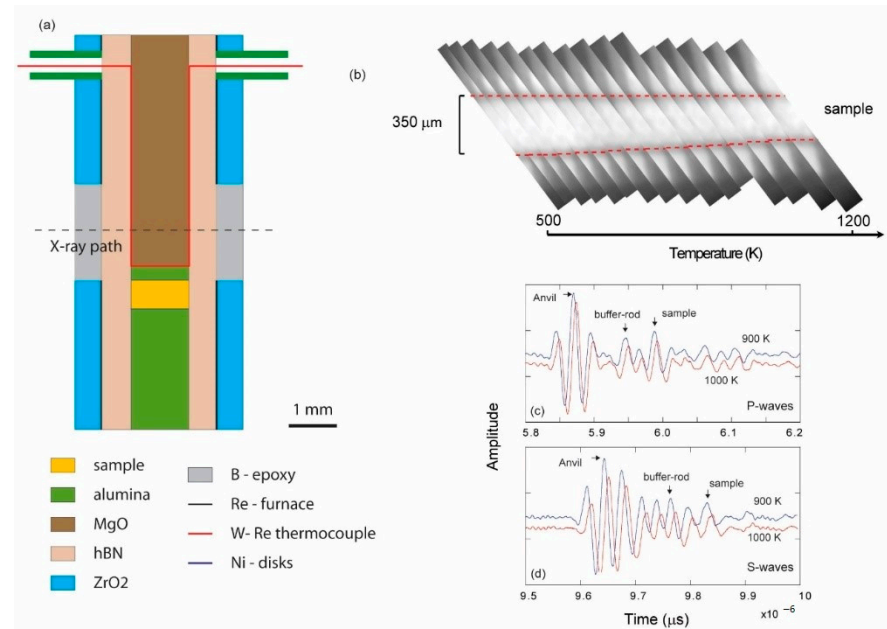 (a)
X-ray path
1 mm
sample
alumina
MgO
hBN
ZrO2
B - epoxy
Re - furnace
W- Re thermocouple
Ni - disks
(b)
350 μm
sample
500
1200
Temperature (K)
Amplitude
Anvil
buffer-rod
sample
900 K
1000 K
(c)
P-waves
5.8
5.9
6.0
6.1
6.2
Anvil
buffer-rod
sample
900 K
1000 K
(d)
S-waves
9.5
9.6
9.7
9.8
9.9
10
x10 -6
Time (μs)